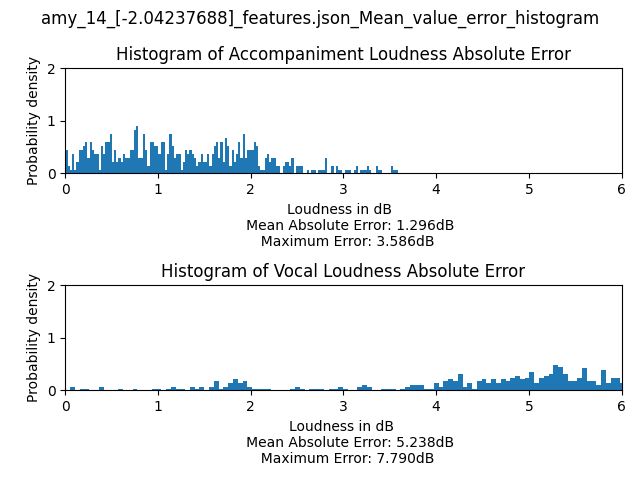 amy_14_[-2.04237688]_features.json_Mean_value_error_histogram
Histogram of Accompaniment Loudness Absolute Error
Probability density
2
1
0
0 1 2 3 4 5 6
Loudness in dB
Mean Absolute Error: 1.296dB
Maximum Error: 3.586dB
Histogram of Vocal Loudness Absolute Error
Probability density
2
1
0
0 1 2 3 4 5 6
Loudness in dB
Mean Absolute Error: 5.238dB
Maximum Error: 7.790dB